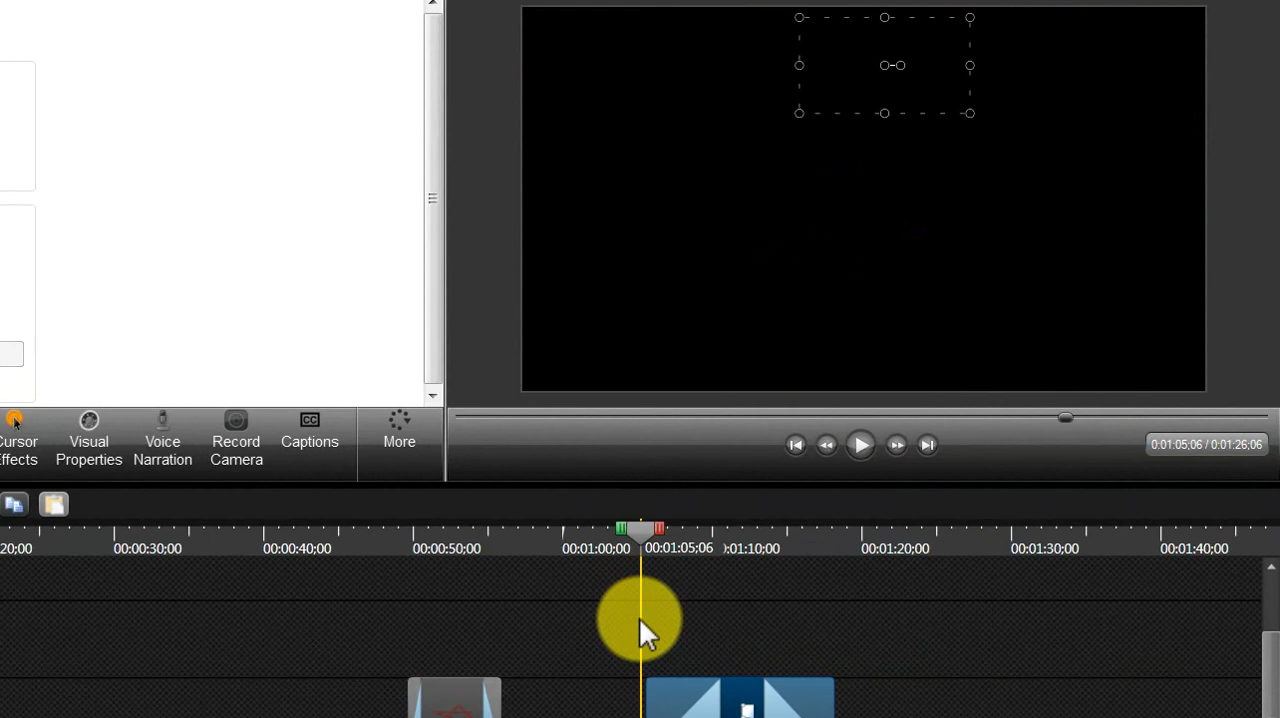 Cursor
Effects
Visual
Properties
Voice
Narration
Record
Camera
CC
Captions
More
0:01:05;06 / 0:01:26;06
20;00
00:00:30;00
00:00:40;00
00:00:50;00
00:01:00;00
00:01:05;06
:01:10;00
00:01:20;00
00:01:30;00
00:01:40;00